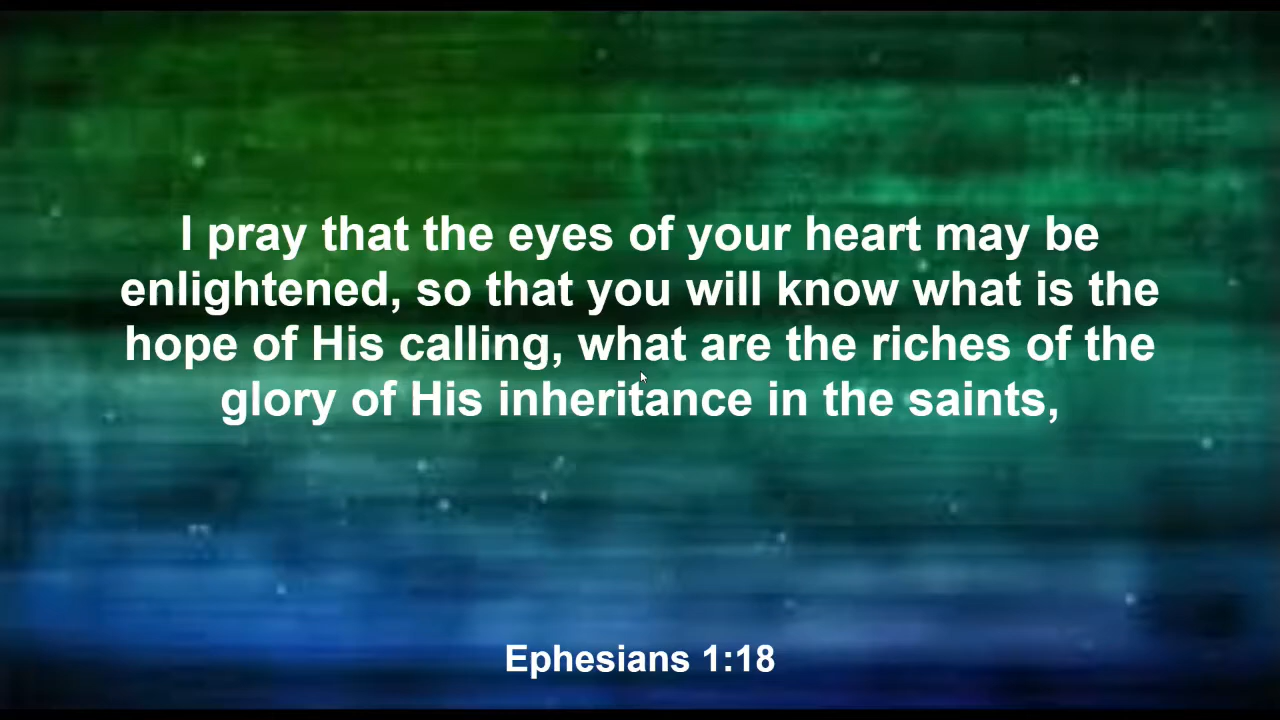 I pray that the eyes of your heart may be
enlightened, so that you will know what is the
hope of His calling, what are the riches of the
glory of His inheritance in the saints,
Ephesians 1:18